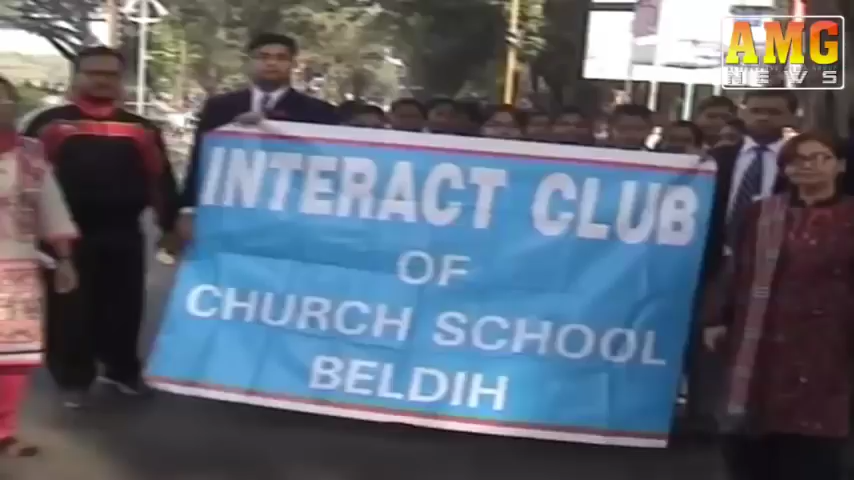 AMG
NEWS
INTERACT CLUB
OF
CHURCH SCHOOL
BELDIH